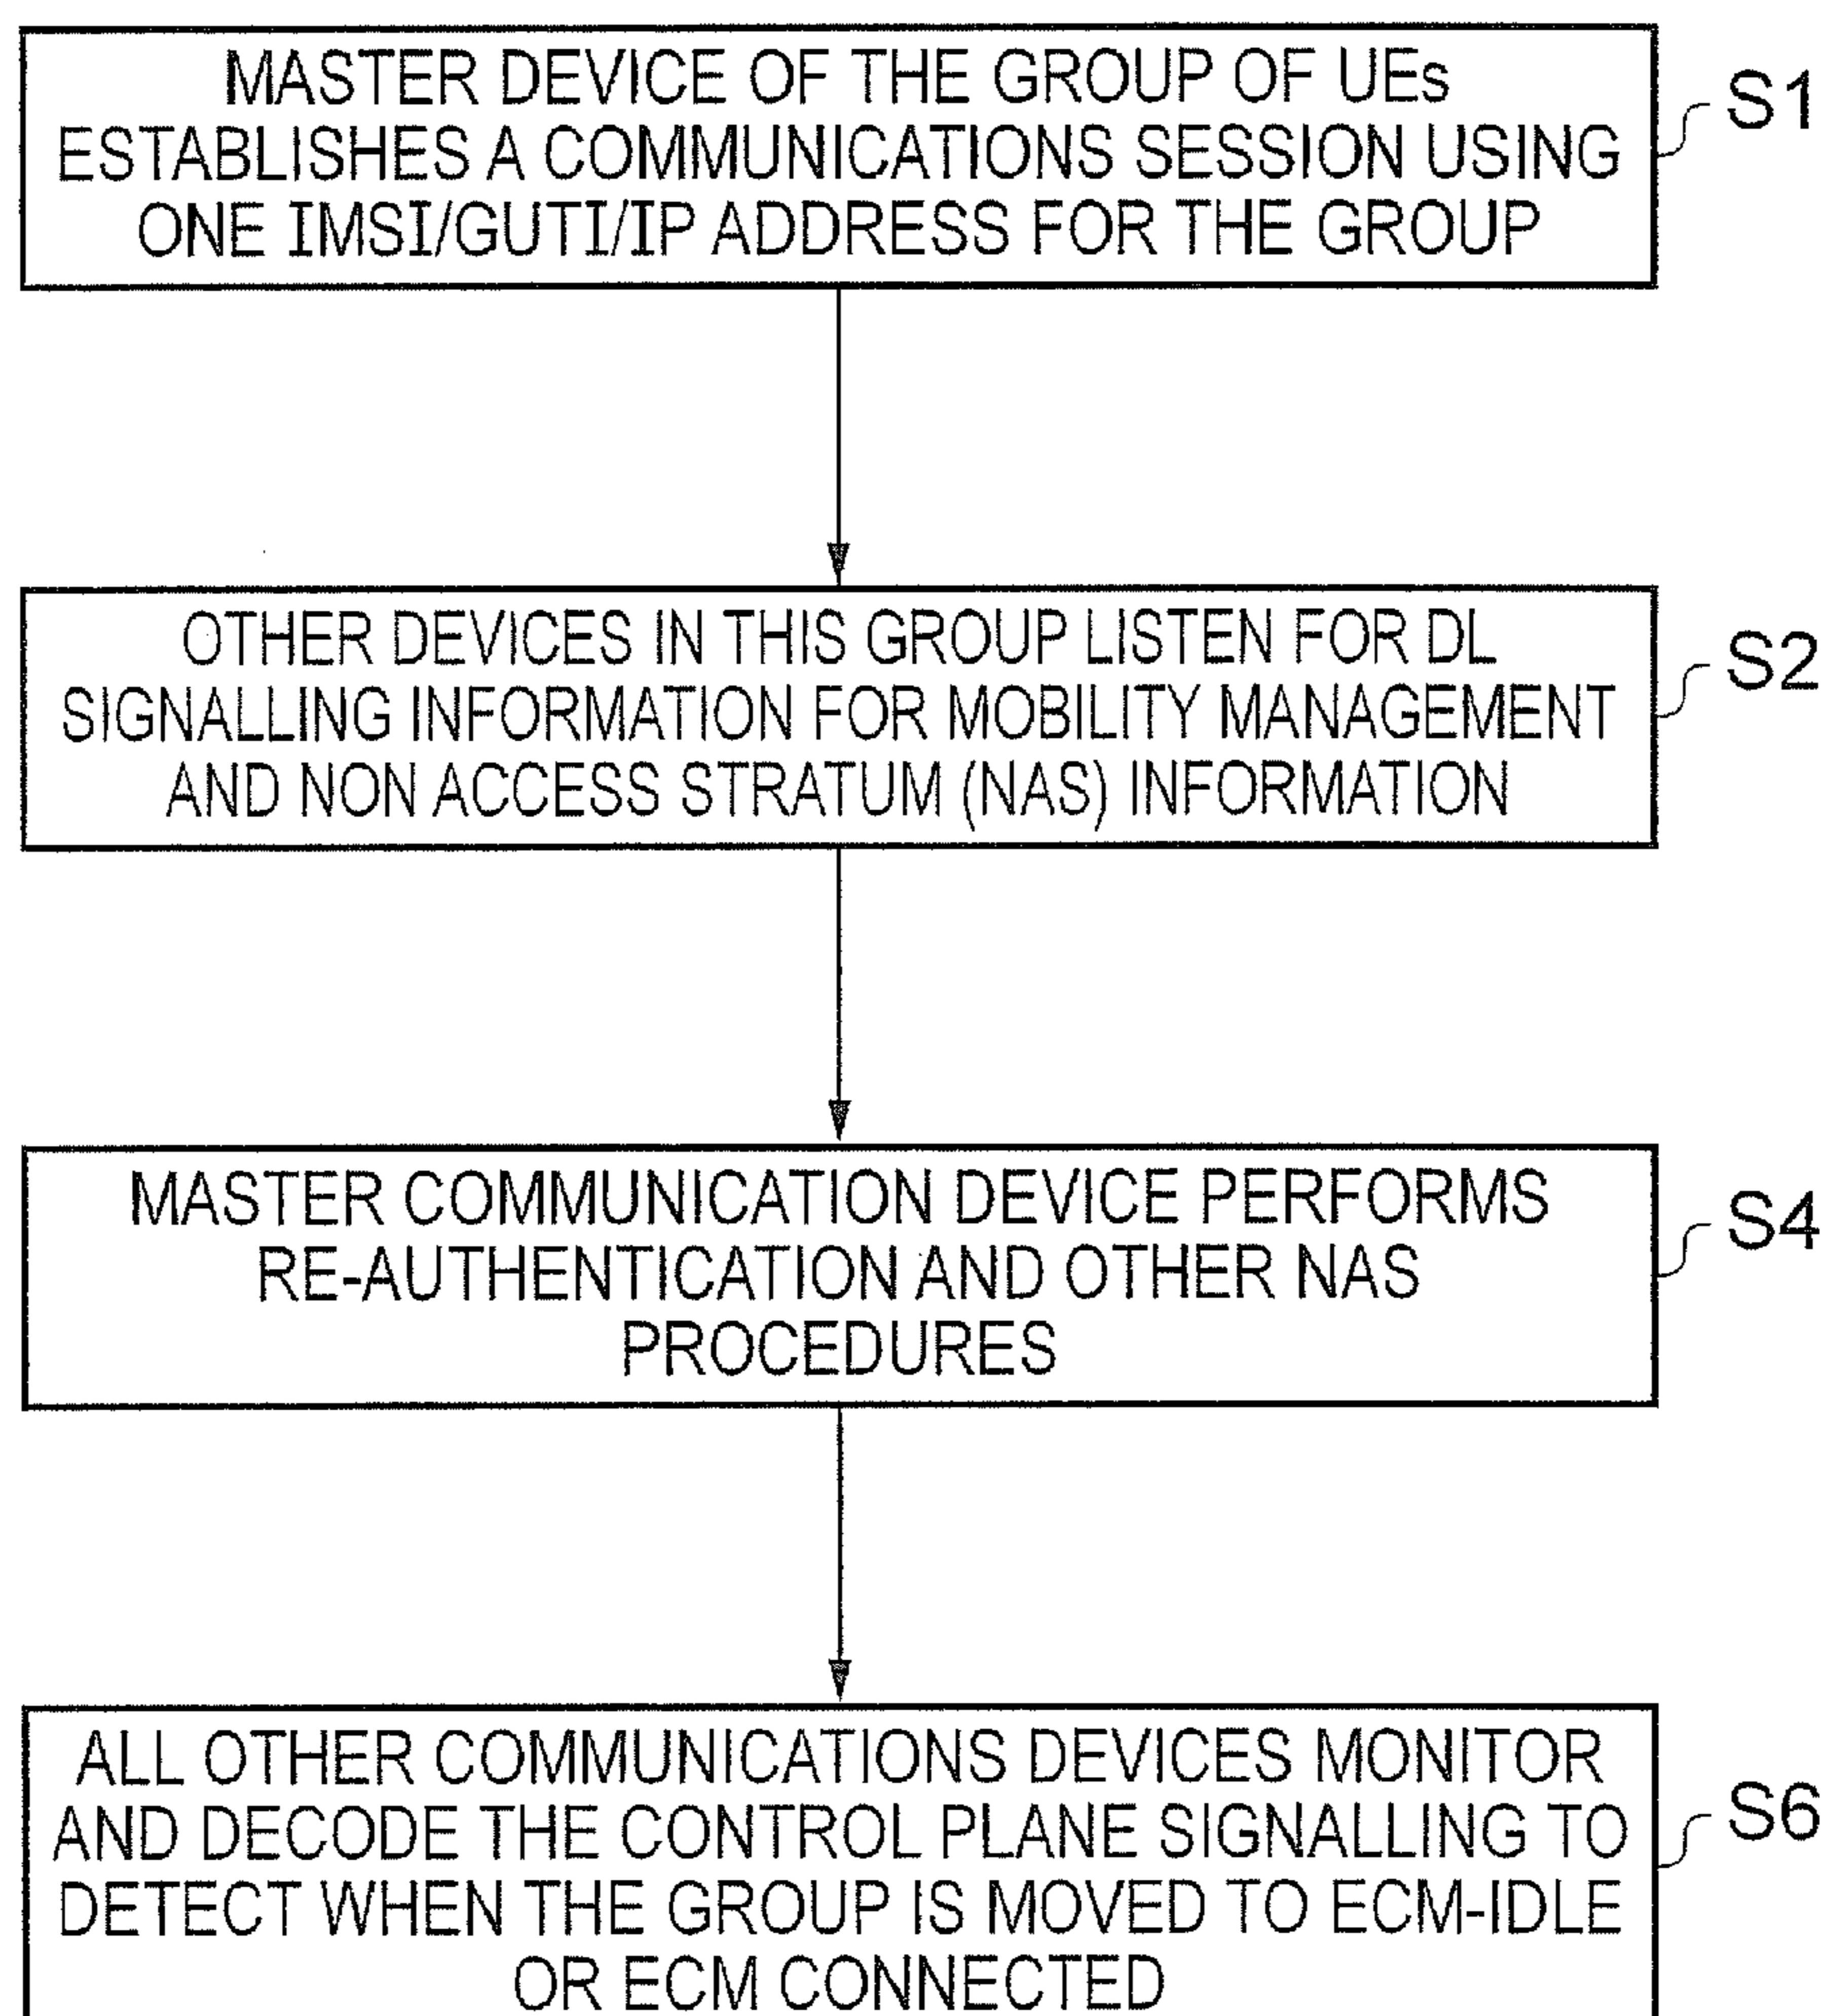 MASTER DEVICE OF THE GROUP OF UEs
ESTABLISHES A COMMUNICATIONS SESSION USING
ONE IMSI/GUTI/IP ADDRESS FOR THE GROUP
S1
OTHER DEVICES IN THIS GROUP LISTEN FOR DL
SIGNALLING INFORMATION FOR MOBILITY MANAGEMENT
AND NON ACCESS STRATUM (NAS) INFORMATION
S2
MASTER COMMUNICATION DEVICE PERFORMS
RE-AUTHENTICATION AND OTHER NAS
PROCEDURES
S4
ALL OTHER COMMUNICATIONS DEVICES MONITOR
AND DECODE THE CONTROL PLANE SIGNALLING TO
DETECT WHEN THE GROUP IS MOVED TO ECM-IDLE
OR ECM CONNECTED
S6